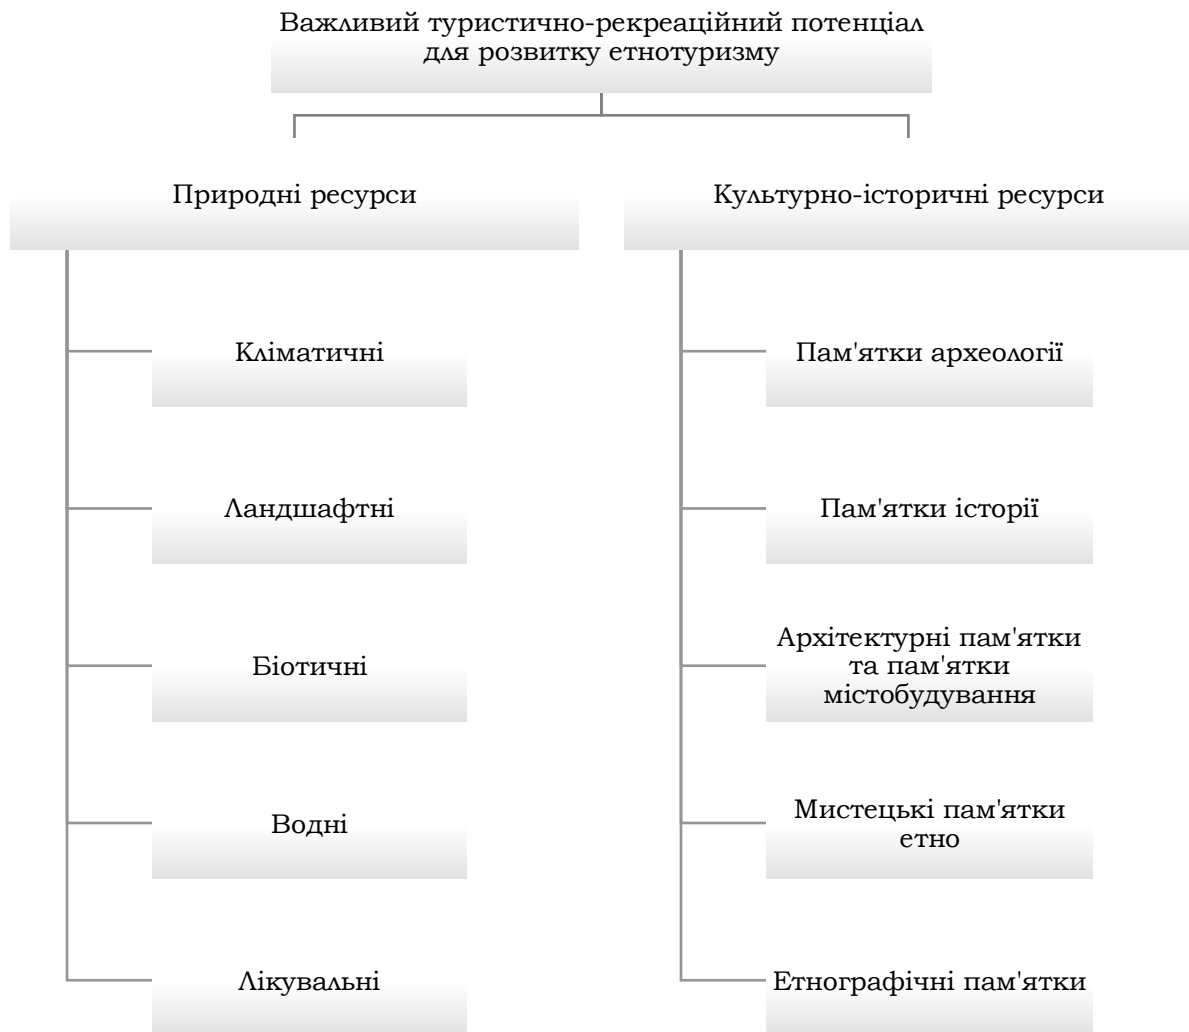 Важливий туристично-рекреаційний потенціал
для розвитку етнотуризму
Природні ресурси
Кліматичні
Ландшафтні
Біотичні
Водні
Лікувальні
Культурно-історичні ресурси
Пам'ятки археології
Пам'ятки історії
Архітектурні пам'ятки
та пам'ятки
містобудування
Мистецькі пам'ятки
етно
Етнографічні пам'ятки